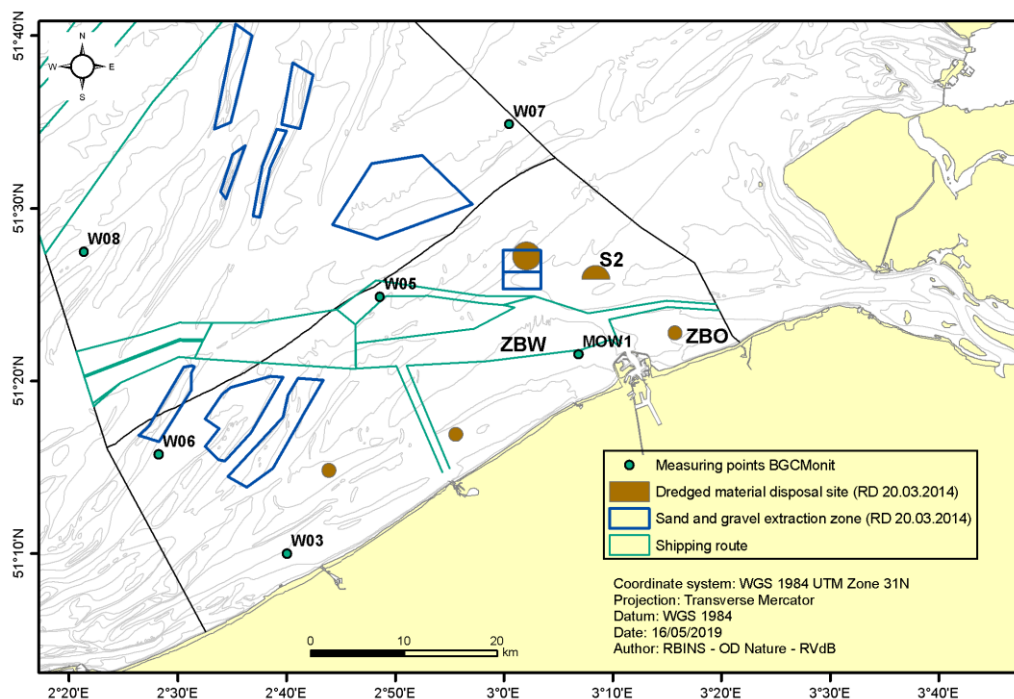 51°40'N
51°30'N
51°20'N
51°10'N
N
W E
S
W07
W08
S2
W05
ZBW
MOW1
ZBO
W06
W03
Measuring points BGCMonit
Dredged material disposal site (RD 20.03.2014)
Sand and gravel extraction zone (RD 20.03.2014)
Shipping route
Coordinate system: WGS 1984 UTM Zone 31N
Projection: Transverse Mercator
Datum: WGS 1984
Date: 16/05/2019
Author: RBINS - OD Nature - RVdB
0 10 20
km
2°20'E 2°30'E 2°40'E 2°50'E 3°0'E 3°10'E 3°20'E 3°30'E 3°40'E